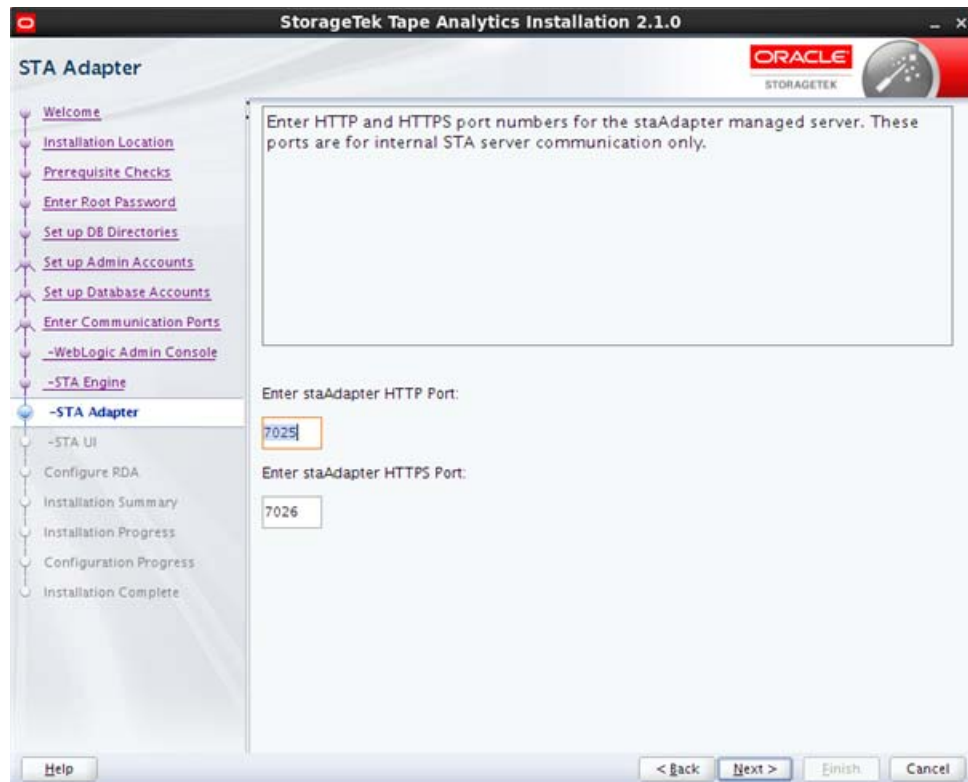 StorageTek Tape Analytics Installation 2.1.0
STA Adapter
ORACLE
STORAGETEK
Welcome
Installation Location
Prerequisite Checks
Enter Root Password
Set up DB Directories
Set up Admin Accounts
Set up Database Accounts
Enter Communication Ports
-WebLogic Admin Console
-STA Engine
-STA Adapter
-STA UI
Configure RDA
Installation Summary
Installation Progress
Configuration Progress
Installation Complete
Enter HTTP and HTTPS port numbers for the staAdapter managed server. These
ports are for internal STA server communication only.
Enter staAdapter HTTP Port:
7025
Enter staAdapter HTTPS Port:
7026
Help
< Back
Next >
Finish
Cancel